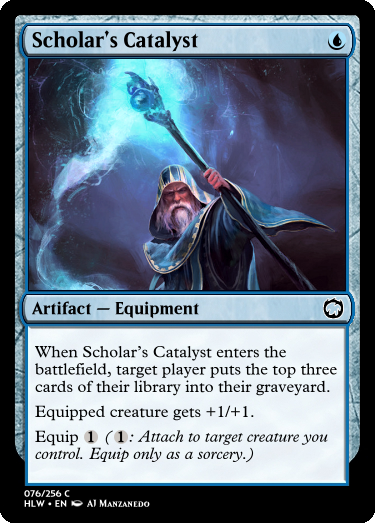 Scholar's Catalyst
Artifact — Equipment
When Scholar's Catalyst enters the
battlefield, target player puts the top three
cards of their library into their graveyard.
Equipped creature gets +1/+1.
Equip 1 (1: Attach to target creature you
control. Equip only as a sorcery.)
076/256 C
HLW • EN AJ Manzanedo